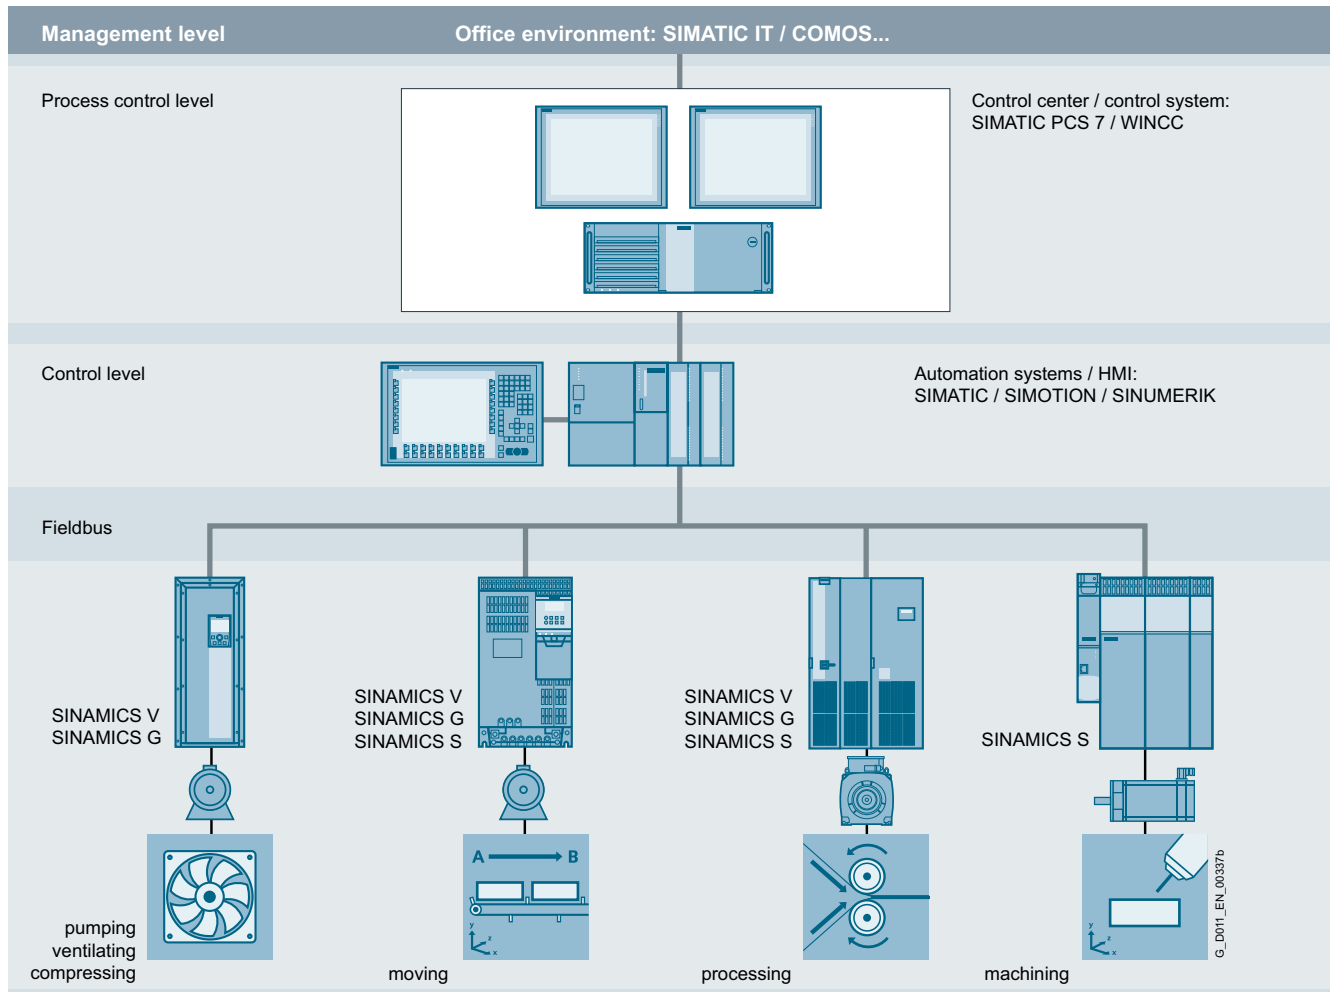 Management level
Office environment: SIMATIC IT / COMOS...
Process control level
Control center / control system:
SIMATIC PCS 7 / WINCC
Control level
Automation systems / HMI:
SIMATIC / SIMOTION / SINUMERIK
Fieldbus
SINAMICS V
SINAMICS G
SINAMICS V
SINAMICS G
SINAMICS S
SINAMICS V
SINAMICS G
SINAMICS S
SINAMICS S
A B
y
z
x
y
z
x
G_D011_EN_00337b
pumping
ventilating
compressing
moving
processing
machining